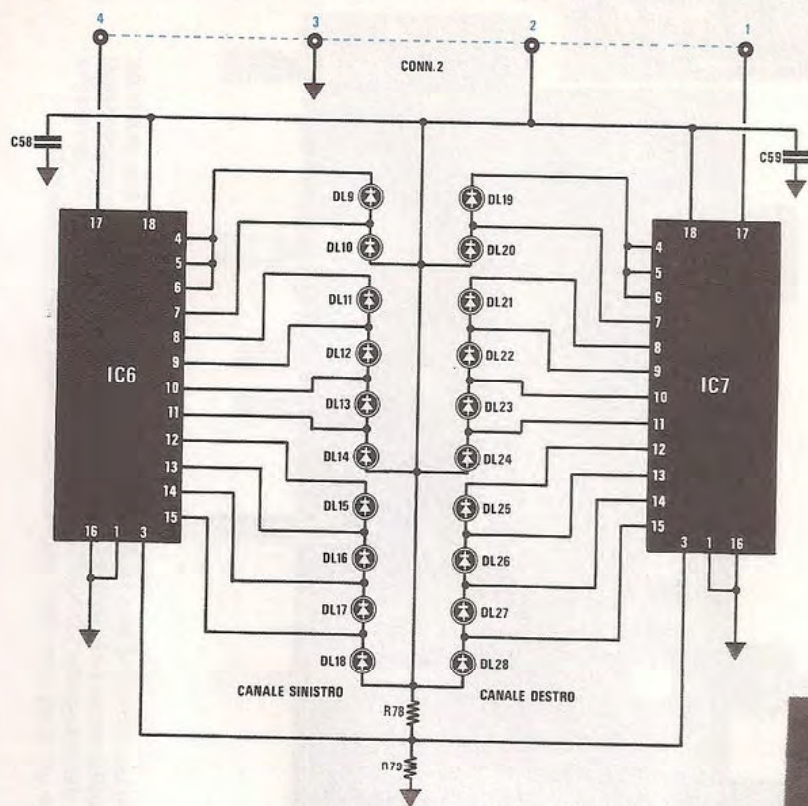 4 3 2 1
CONN.2
C58
C59
17 18
18 17
DL9
DL19
4
4
DL10
DL20
5
5
6
6
DL11
DL21
7
7
8
8
DL12
DL22
9
9
IC6
IC7
10
10
DL13
DL23
11
11
12
12
DL14
DL24
13
13
DL15
DL25
14
14
15
15
DL16
DL26
16 1 3
3 1 16
DL17
DL27
DL18
DL28
CANALE SINISTRO
CANALE DESTRO
R78
R79